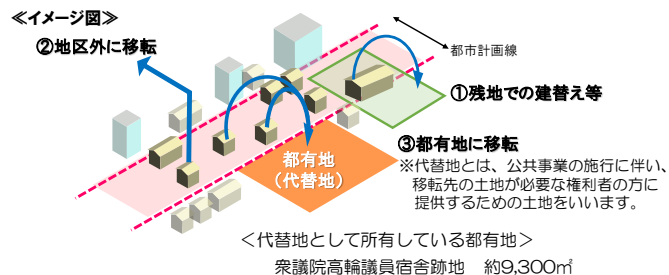 ≪イメージ図≫
②地区外に移転
都市計画線
①残地での建替え等
③都有地に移転
※代替地とは、公共事業の施行に伴い、
移転先の土地が必要な権利者の方に
提供するための土地をいいます。
都有地
（代替地）
＜代替地として所有している都有地＞
衆議院高輪議員宿舎跡地　約9,300㎡